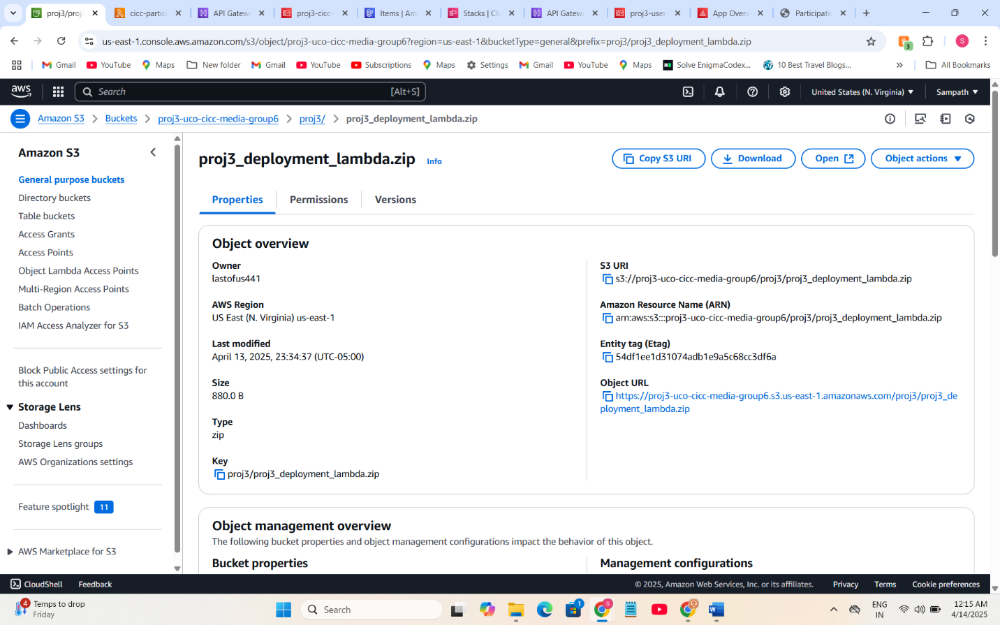 proj3/proj
cicc-partici
API Gatew
proj3-cicc-
Items | Am
Stacks | Clo
API Gatew
proj3-user
App Over
Participatio
us-east-1.console.aws.amazon.com/s3/object/proj3-uco-cicc-media-group6?region=us-east-1&bucketType=general&prefix=proj3/proj3_deployment_lambda.zip
3
S
Gmail
YouTube
Maps
New folder
Gmail
YouTube
Subscriptions
Maps
Settings
Gmail
YouTube
Maps
Solve EnigmaCodex...
10 Best Travel Blogs...
»
All Bookmarks
aws
Search
[Alt+S]
United States (N. Virginia)
Sampath
Amazon S3
Buckets
proj3-uco-cicc-media-group6
proj3/
proj3_deployment_lambda.zip
Amazon S3
General purpose buckets
Directory buckets
Table buckets
Access Grants
Access Points
Object Lambda Access Points
Multi-Region Access Points
Batch Operations
IAM Access Analyzer for S3
Block Public Access settings for
this account
Storage Lens
Dashboards
Storage Lens groups
AWS Organizations settings
Feature spotlight 11
AWS Marketplace for S3
proj3_deployment_lambda.zip Info
Copy S3 URI
Download
Open
Object actions
Properties
Permissions
Versions
Object overview
Owner
lastofus441
AWS Region
US East (N. Virginia) us-east-1
Last modified
April 13, 2025, 23:34:37 (UTC-05:00)
Size
880.0 B
Type
zip
Key
proj3/proj3_deployment_lambda.zip
S3 URI
s3://proj3-uco-cicc-media-group6/proj3/proj3_deployment_lambda.zip
Amazon Resource Name (ARN)
arn:aws:s3:::proj3-uco-cicc-media-group6/proj3/proj3_deployment_lambda.zip
Entity tag (Etag)
54df1ee1d31074adb1e9a5c68cc3df6a
Object URL
https://proj3-uco-cicc-media-group6.s3.us-east-1.amazonaws.com/proj3/proj3_de
ployment_lambda.zip
Object management overview
The following bucket properties and object management configurations impact the behavior of this object.
Bucket properties
Management configurations
CloudShell
Feedback
© 2025, Amazon Web Services, Inc. or its affiliates.
Privacy
Terms
Cookie preferences
4
Temps to drop
Friday
Search
1
S
ENG
IN
12:15 AM
4/14/2025